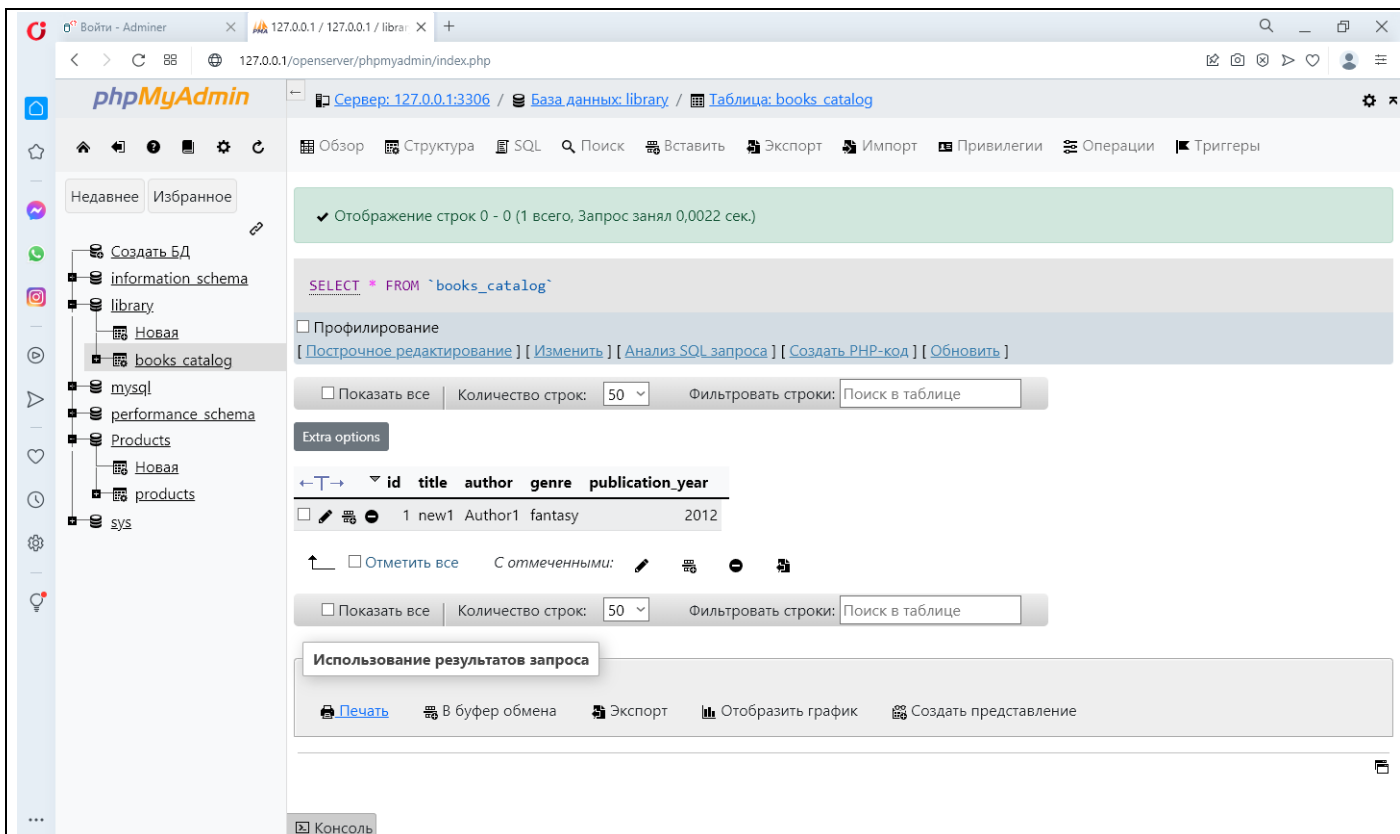 Войти - Adminer
127.0.0.1 / 127.0.0.1 / librar
127.0.0.1/openserver/phpmyadmin/index.php
phpMyAdmin
Недавнее Избранное
Создать БД
information_schema
library
Новая
books_catalog
mysql
performance_schema
Products
Новая
products
sys
Сервер: 127.0.0.1:3306 / База данных: library / Таблица: books_catalog
Обзор Структура SQL Поиск Вставить Экспорт Импорт Привилегии Операции Триггеры
Отображение строк 0 - 0 (1 всего, Запрос занял 0,0022 сек.)
SELECT * FROM `books_catalog`
Профилирование
[ Построчное редактирование ] [ Изменить ] [ Анализ SQL запроса ] [ Создать PHP-код ] [ Обновить ]
Показать все Количество строк: 50 Фильтровать строки: Поиск в таблице
Extra options
id title author genre publication_year
1 new1 Author1 fantasy 2012
Отметить все С отмеченными:
Показать все Количество строк: 50 Фильтровать строки: Поиск в таблице
Использование результатов запроса
Печать В буфер обмена Экспорт Отобразить график Создать представление
Консоль